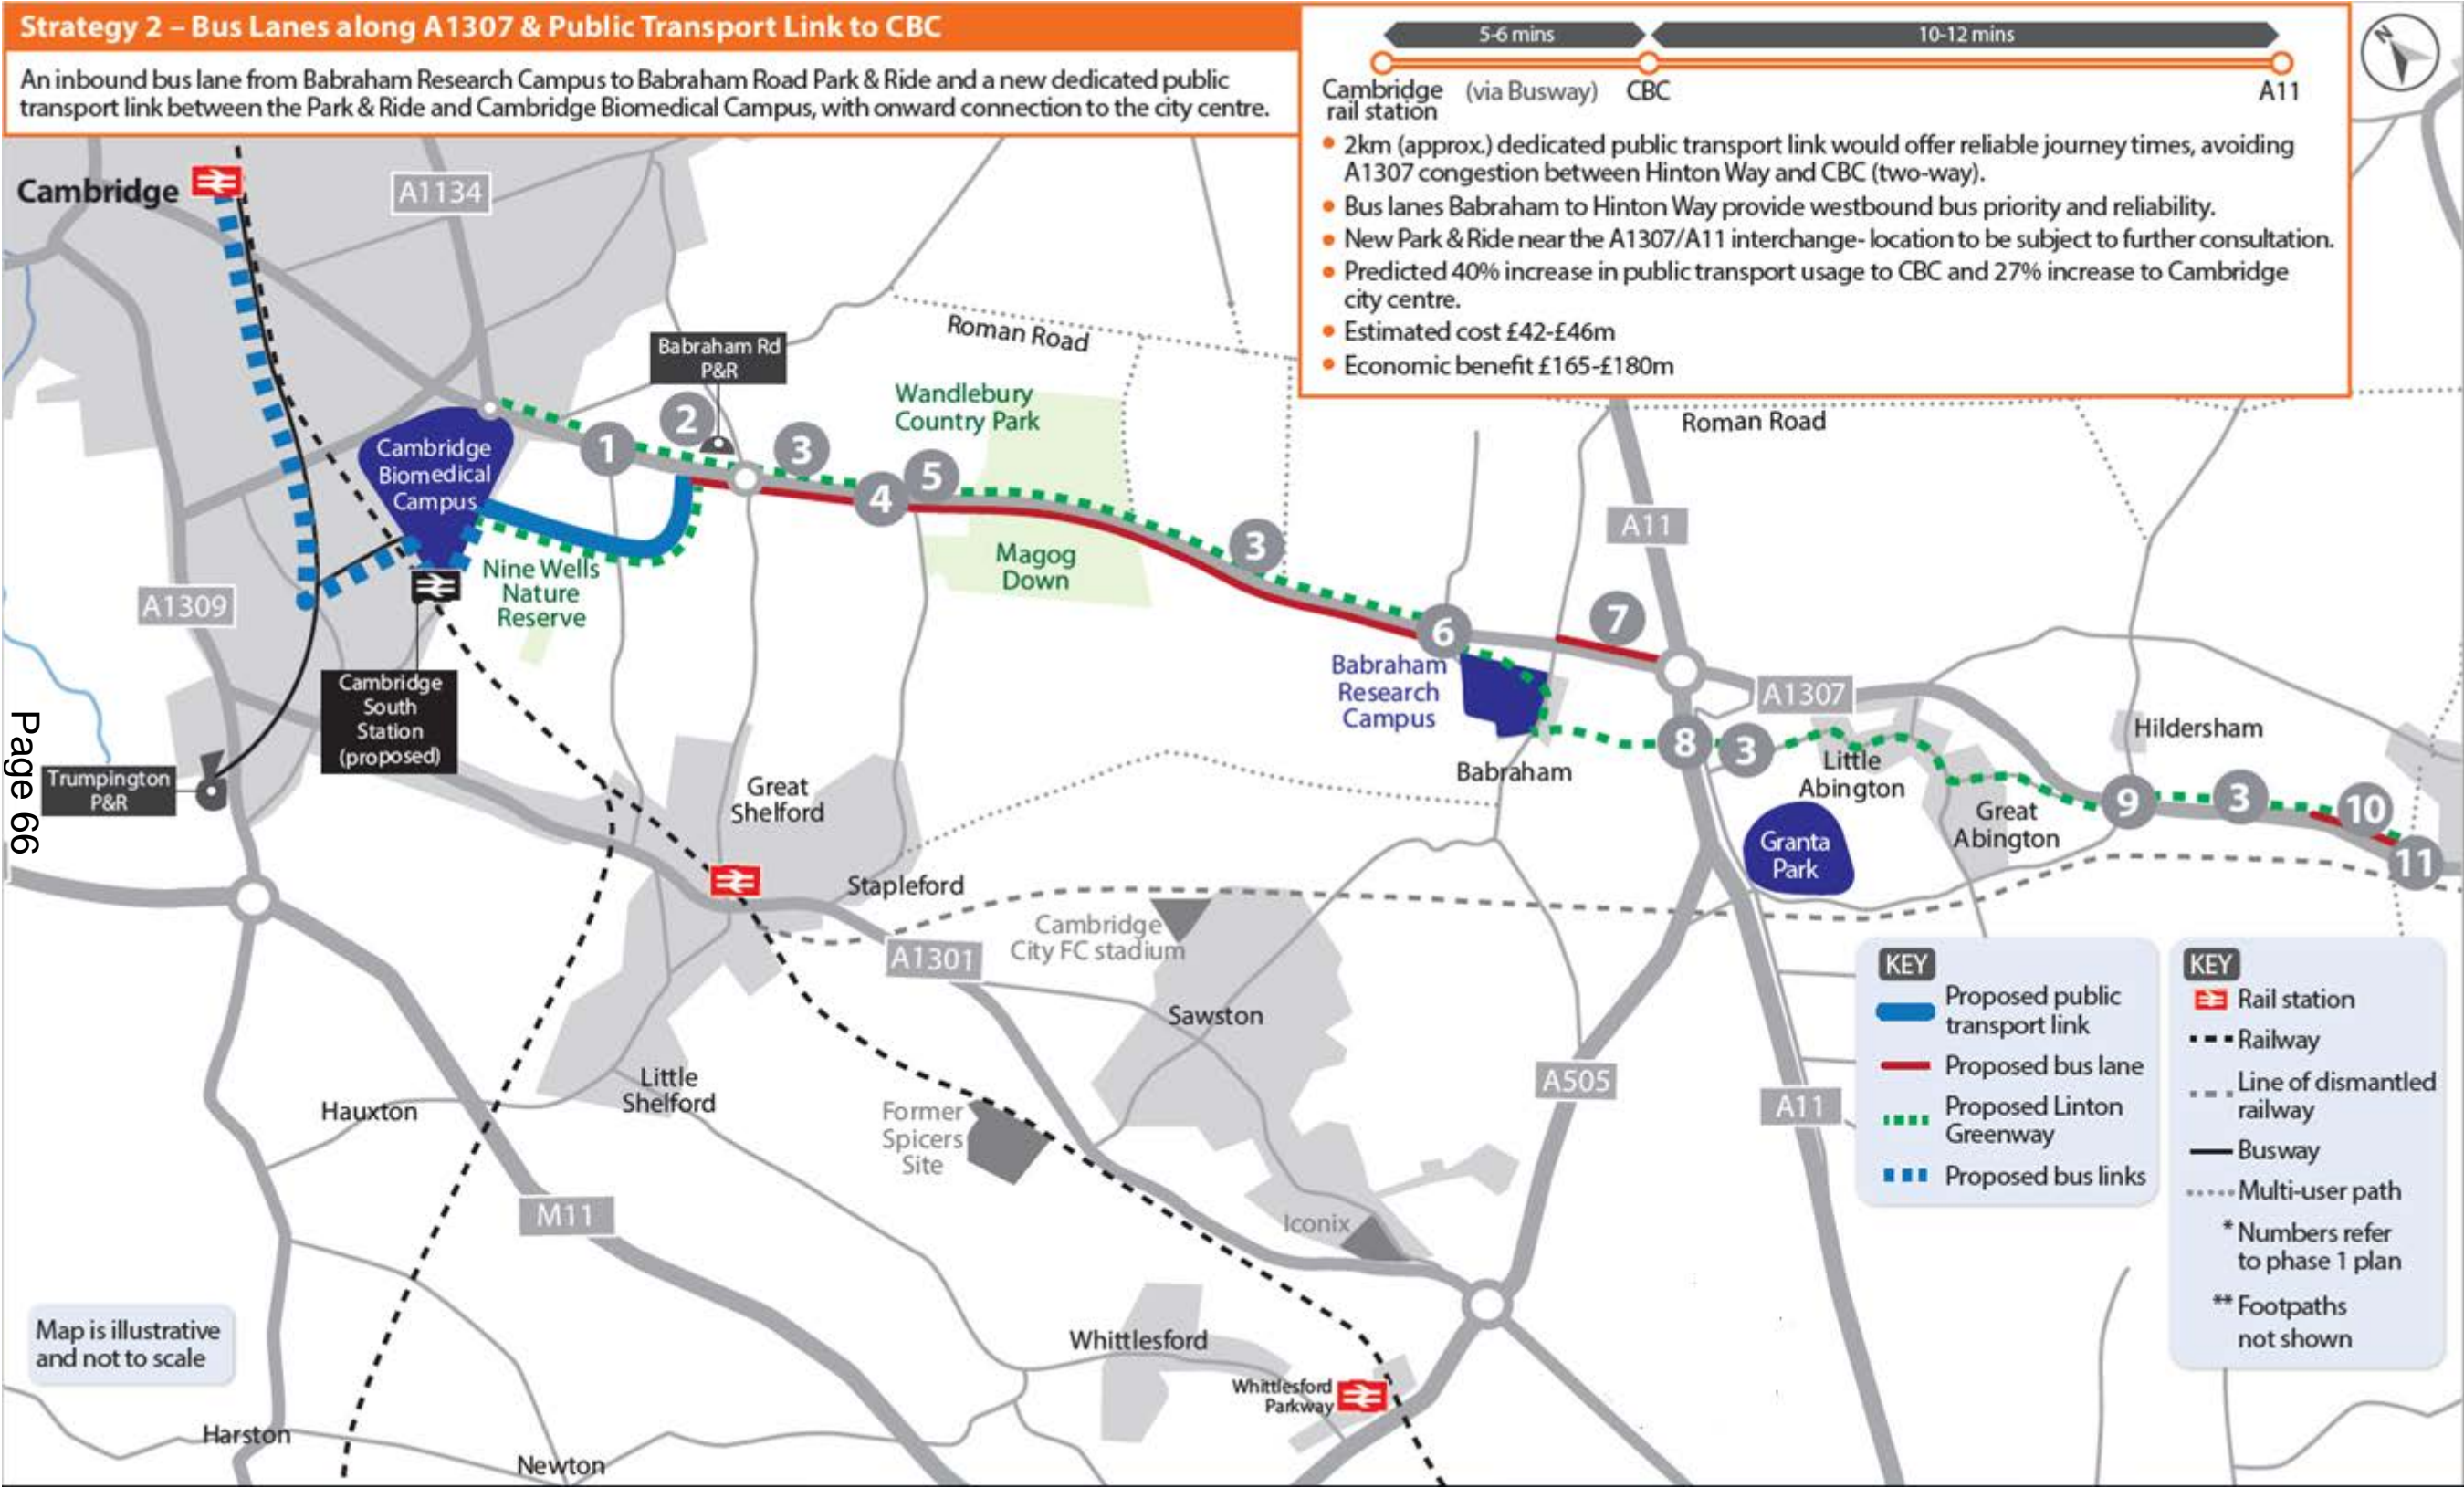 Strategy 2 – Bus Lanes along A1307 & Public Transport Link to CBC
An inbound bus lane from Babraham Research Campus to Babraham Road Park & Ride and a new dedicated public
transport link between the Park & Ride and Cambridge Biomedical Campus, with onward connection to the city centre.
5-6 mins
10-12 mins
Cambridge
rail station
(via Busway)
CBC
A11
• 2km (approx.) dedicated public transport link would offer reliable journey times, avoiding
A1307 congestion between Hinton Way and CBC (two-way).
• Bus lanes Babraham to Hinton Way provide westbound bus priority and reliability.
• New Park & Ride near the A1307/A11 interchange- location to be subject to further consultation.
• Predicted 40% increase in public transport usage to CBC and 27% increase to Cambridge
city centre.
• Estimated cost £42-£46m
• Economic benefit £165-£180m
N
Cambridge
A1134
Roman Road
Babraham Rd
P&R
Wandlebury
Country Park
Roman Road
1
2
3
4
5
Cambridge
Biomedical
Campus
A11
3
Magog
Down
Nine Wells
Nature
Reserve
A1309
6
7
Babraham
Research
Campus
A1307
Cambridge
South
Station
(proposed)
Trumpington
P&R
Page 66
8
3
Babraham
Little
Abington
Hildersham
Great
Shelford
Great
Abington
9
3
10
11
Granta
Park
Stapleford
Cambridge
City FC stadium
A1301
Sawston
A505
A11
Little
Shelford
Hauxton
Former
Spicers
Site
M11
Iconix
Whittlesford
Whittlesford
Parkway
Harston
Newton
Map is illustrative
and not to scale
KEY
Proposed public
transport link
Proposed bus lane
Proposed Linton
Greenway
Proposed bus links
KEY
Rail station
Railway
Line of dismantled
railway
Busway
Multi-user path
* Numbers refer
to phase 1 plan
** Footpaths
not shown